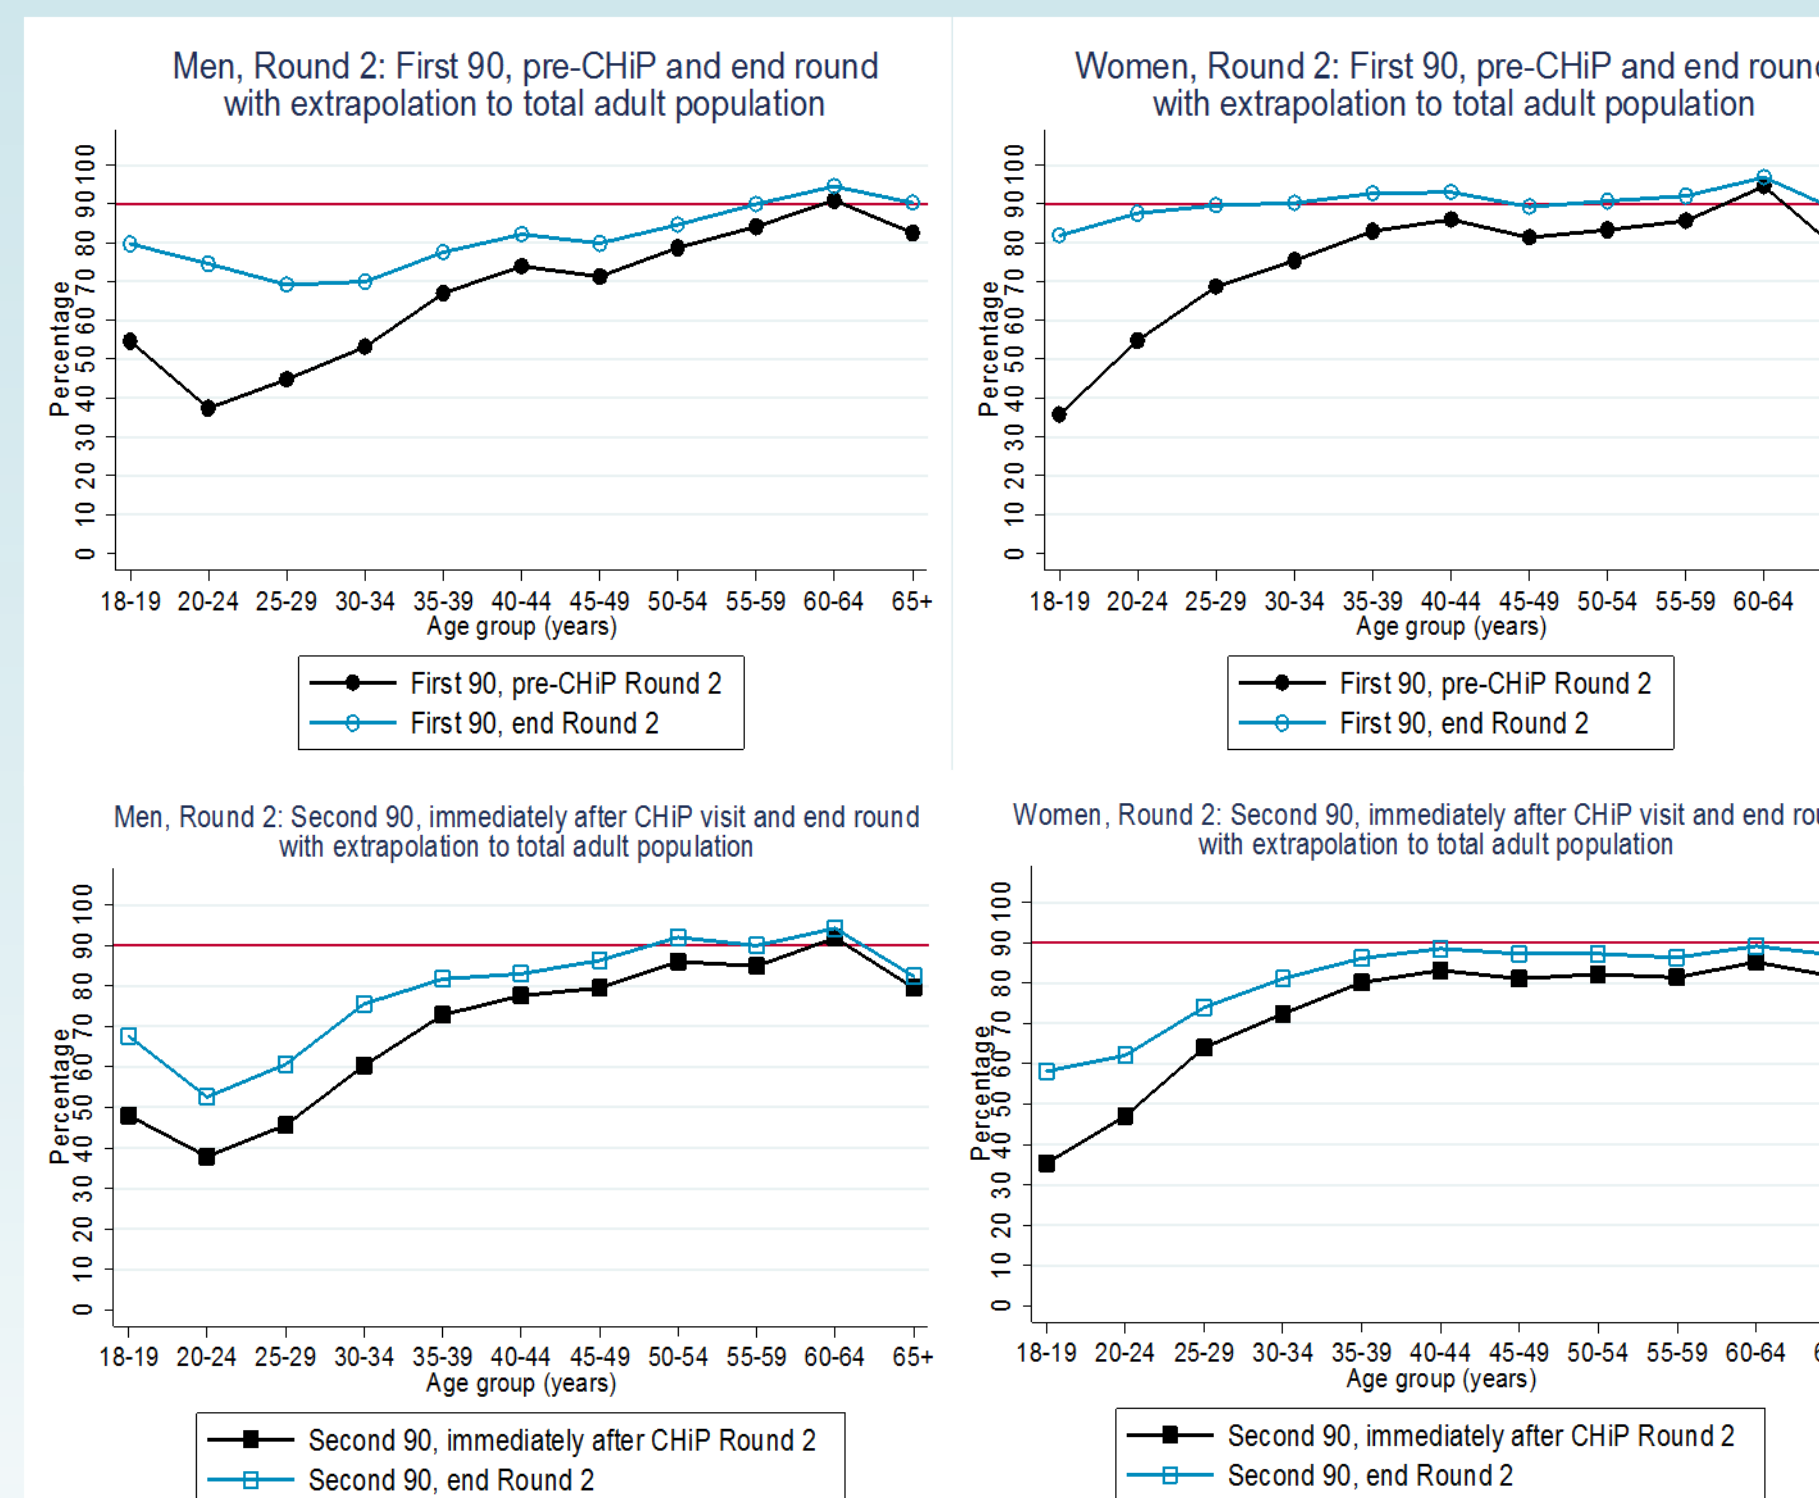 Men, Round 2: First 90, pre-CHiP and end round
with extrapolation to total adult population
Percentage
100
90
80
70
60
50
40
30
20
10
0
18-19 20-24 25-29 30-34 35-39 40-44 45-49 50-54 55-59 60-64 65+
Age group (years)
First 90, pre-CHiP Round 2
First 90, end Round 2
Women, Round 2: First 90, pre-CHiP and end round
with extrapolation to total adult population
Percentage
100
90
80
70
60
50
40
30
20
10
0
18-19 20-24 25-29 30-34 35-39 40-44 45-49 50-54 55-59 60-64
Age group (years)
First 90, pre-CHiP Round 2
First 90, end Round 2
Men, Round 2: Second 90, immediately after CHiP visit and end round
with extrapolation to total adult population
Percentage
100
90
80
70
60
50
40
30
20
10
0
18-19 20-24 25-29 30-34 35-39 40-44 45-49 50-54 55-59 60-64 65+
Age group (years)
Second 90, immediately after CHiP Round 2
Second 90, end Round 2
Women, Round 2: Second 90, immediately after CHiP visit and end
with extrapolation to total adult population
Percentage
100
90
80
70
60
50
40
30
20
10
0
18-19 20-24 25-29 30-34 35-39 40-44 45-49 50-54 55-59 60-64
Age group (years)
Second 90, immediately after CHiP Round 2
Second 90, end Round 2